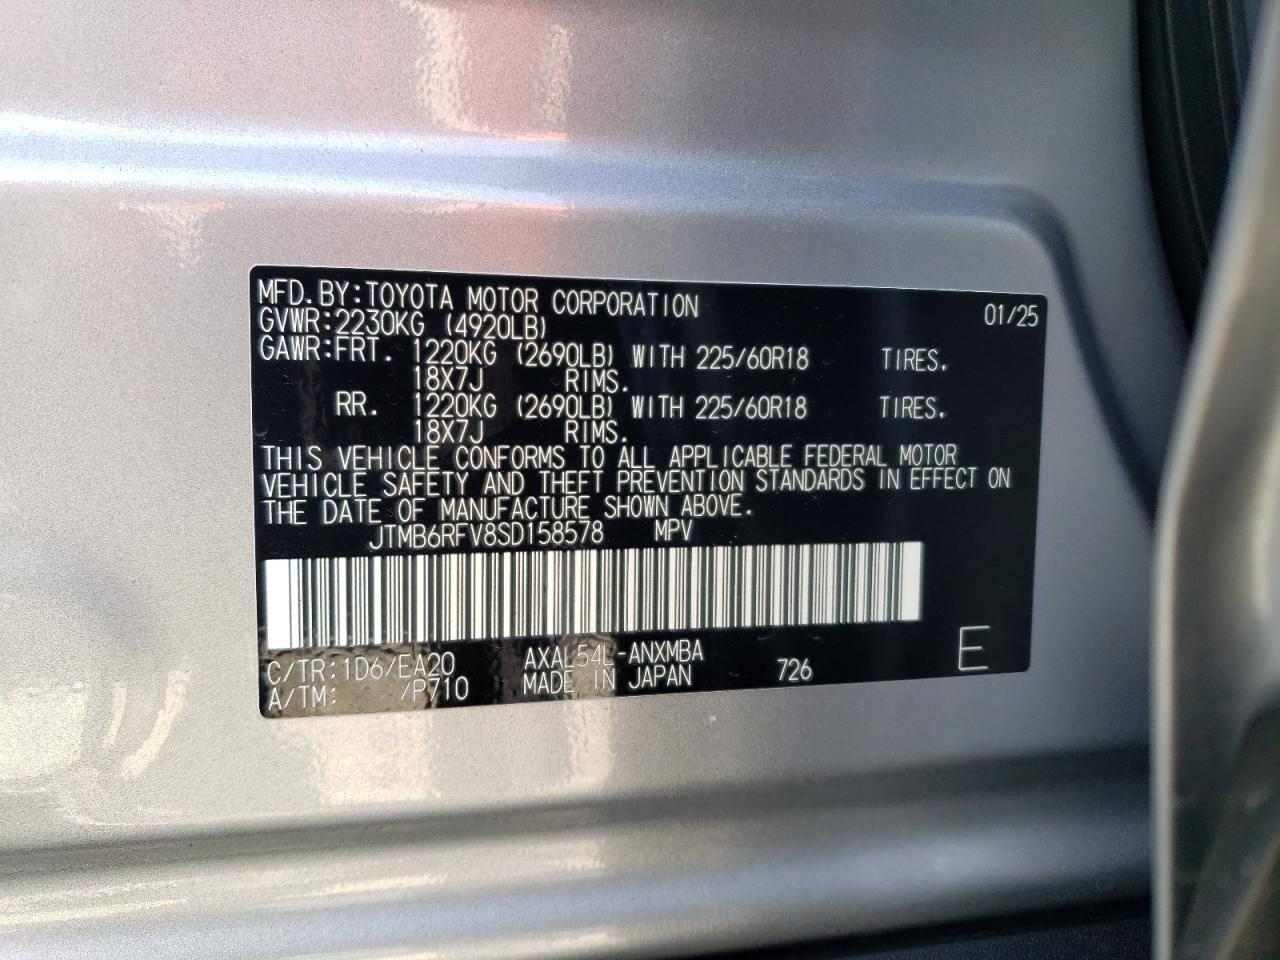 MFD.BY:TOYOTA MOTOR CORPORATION 01/25
GVWR:2230KG (4920LB)
GAWR:FRT. 1220KG (2690LB) WITH 225/60R18 TIRES.
18X7J RIMS.
RR. 1220KG (2690LB) WITH 225/60R18 TIRES.
18X7J RIMS.
THIS VEHICLE CONFORMS TO ALL APPLICABLE FEDERAL MOTOR
VEHICLE SAFETY AND THEFT PREVENTION STANDARDS IN EFFECT ON
THE DATE OF MANUFACTURE SHOWN ABOVE.
JTMB6RFV8SD158578 MPV
C/TR:1D6/EA20 AXAL54L-ANXMBA
A/TM: /P710 MADE IN JAPAN 726 E